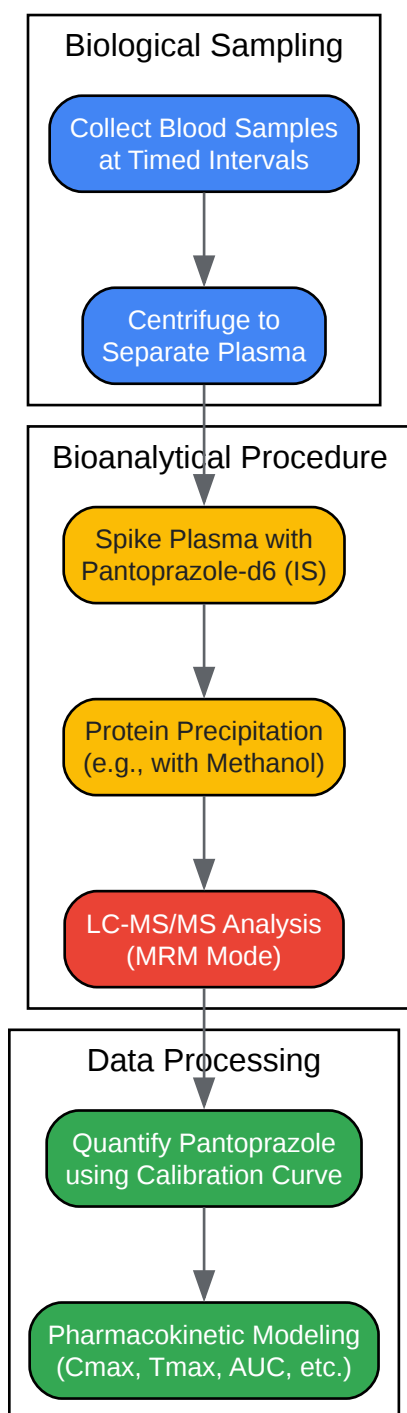 Biological Sampling
Collect Blood Samples
at Timed Intervals
Centrifuge to
Separate Plasma
Bioanalytical Procedure
Spike Plasma with
Pantoprazole-d6 (IS)
Protein Precipitation
(e.g., with Methanol)
LC-MS/MS Analysis
(MRM Mode)
Data Processing
Quantify Pantoprazole
using Calibration Curve
Pharmacokinetic Modeling
(Cmax, Tmax, AUC, etc.)